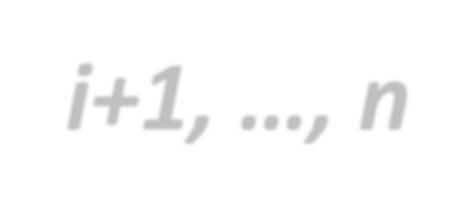 i+1, ..., n